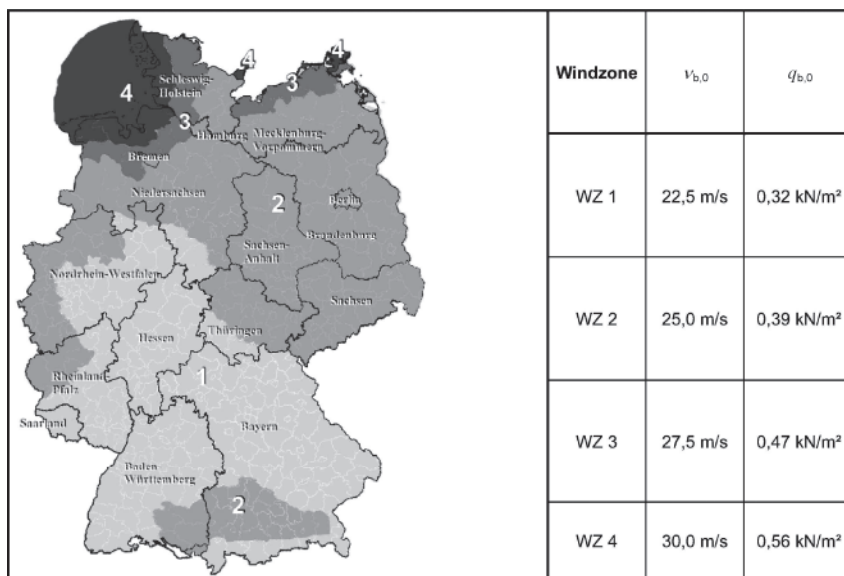 4
4
4
3
Schleswig-
Holstein
3
Hamburg
Mecklenburg-
Vorpommern
Bremen
Niedersachsen
2
Berlin
Brandenburg
Sachsen-
Anhalt
Nordrhein-Westfalen
Sachsen
Hessen
Thüringen
1
Rheinland-
Pfalz
Saarland
Bayern
Baden
Württemberg
2
Windzone v_b,0 q_b,0
WZ 1 22,5 m/s 0,32 kN/m²
WZ 2 25,0 m/s 0,39 kN/m²
WZ 3 27,5 m/s 0,47 kN/m²
WZ 4 30,0 m/s 0,56 kN/m²